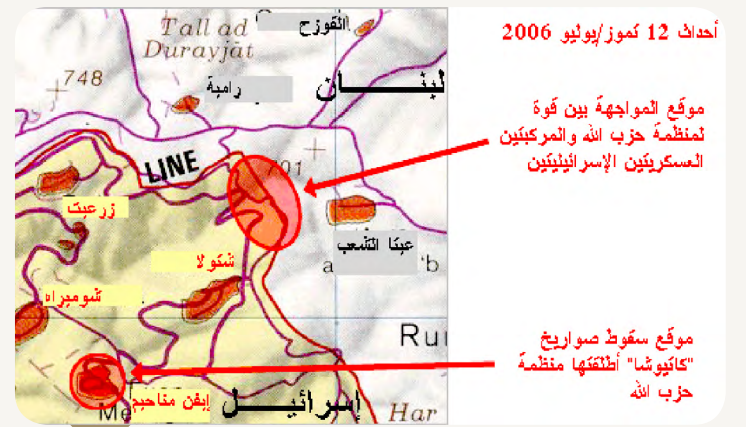 أحداث 12 تموز/يوليو 2006
Tall ad
القوزح
Durayjāt
748
رامية
لبنان
موقع المواجهة بين قوة
لمنظمة حزب الله والمركبتين
العسكريتين الإسرائيليتين
LINE
701
زرعيت
عيتا الشعب
شتولا
a
'b
شوميراه
Rui
موقع سقوط صواريخ
"كاتيوشا" أطلقتها منظمة
حزب الله
Me
إيفن مناحيم
إسرائيل
Har